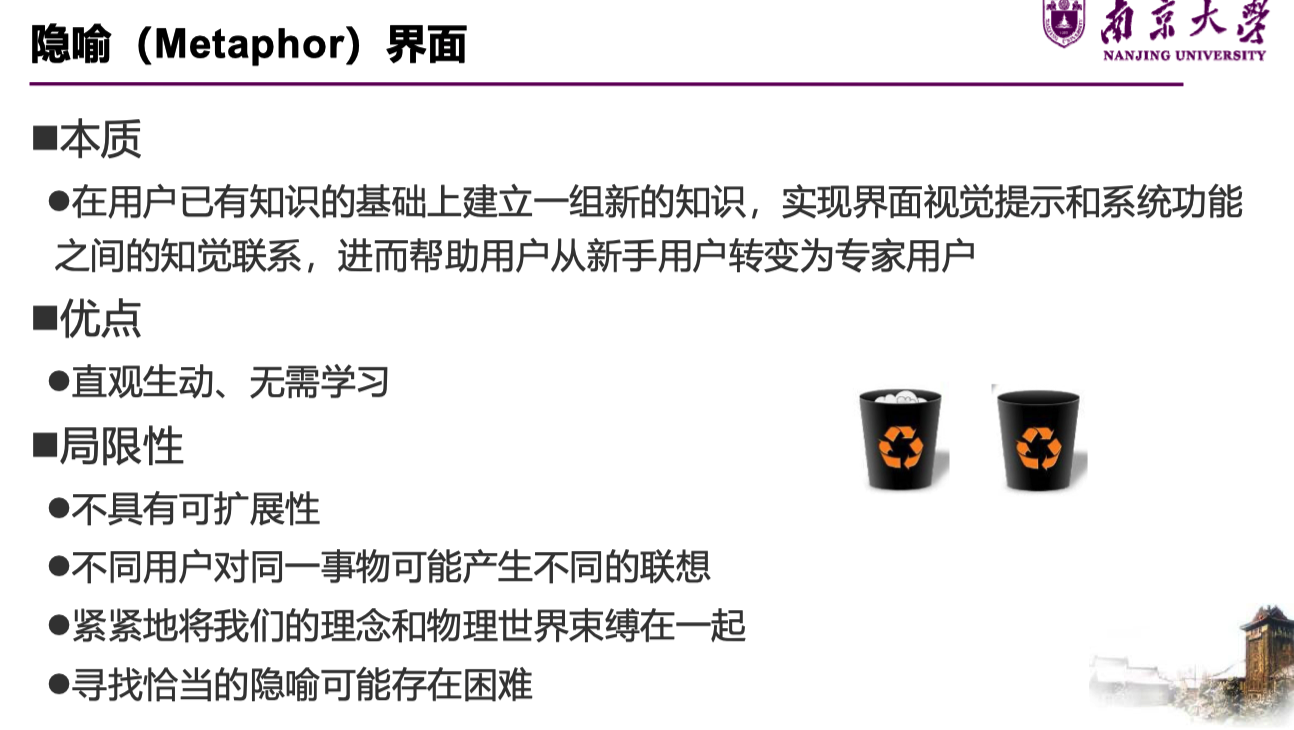 隐喻（Metaphor）界面
南京大学
NANJING UNIVERSITY
■本质
●在用户已有知识的基础上建立一组新的知识，实现界面视觉提示和系统功能
之间的知觉联系，进而帮助用户从新手用户转变为专家用户
■优点
●直观生动、无需学习
■局限性
●不具有可扩展性
●不同用户对同一事物可能产生不同的联想
●紧紧地将我们的理念和物理世界束缚在一起
●寻找恰当的隐喻可能存在困难